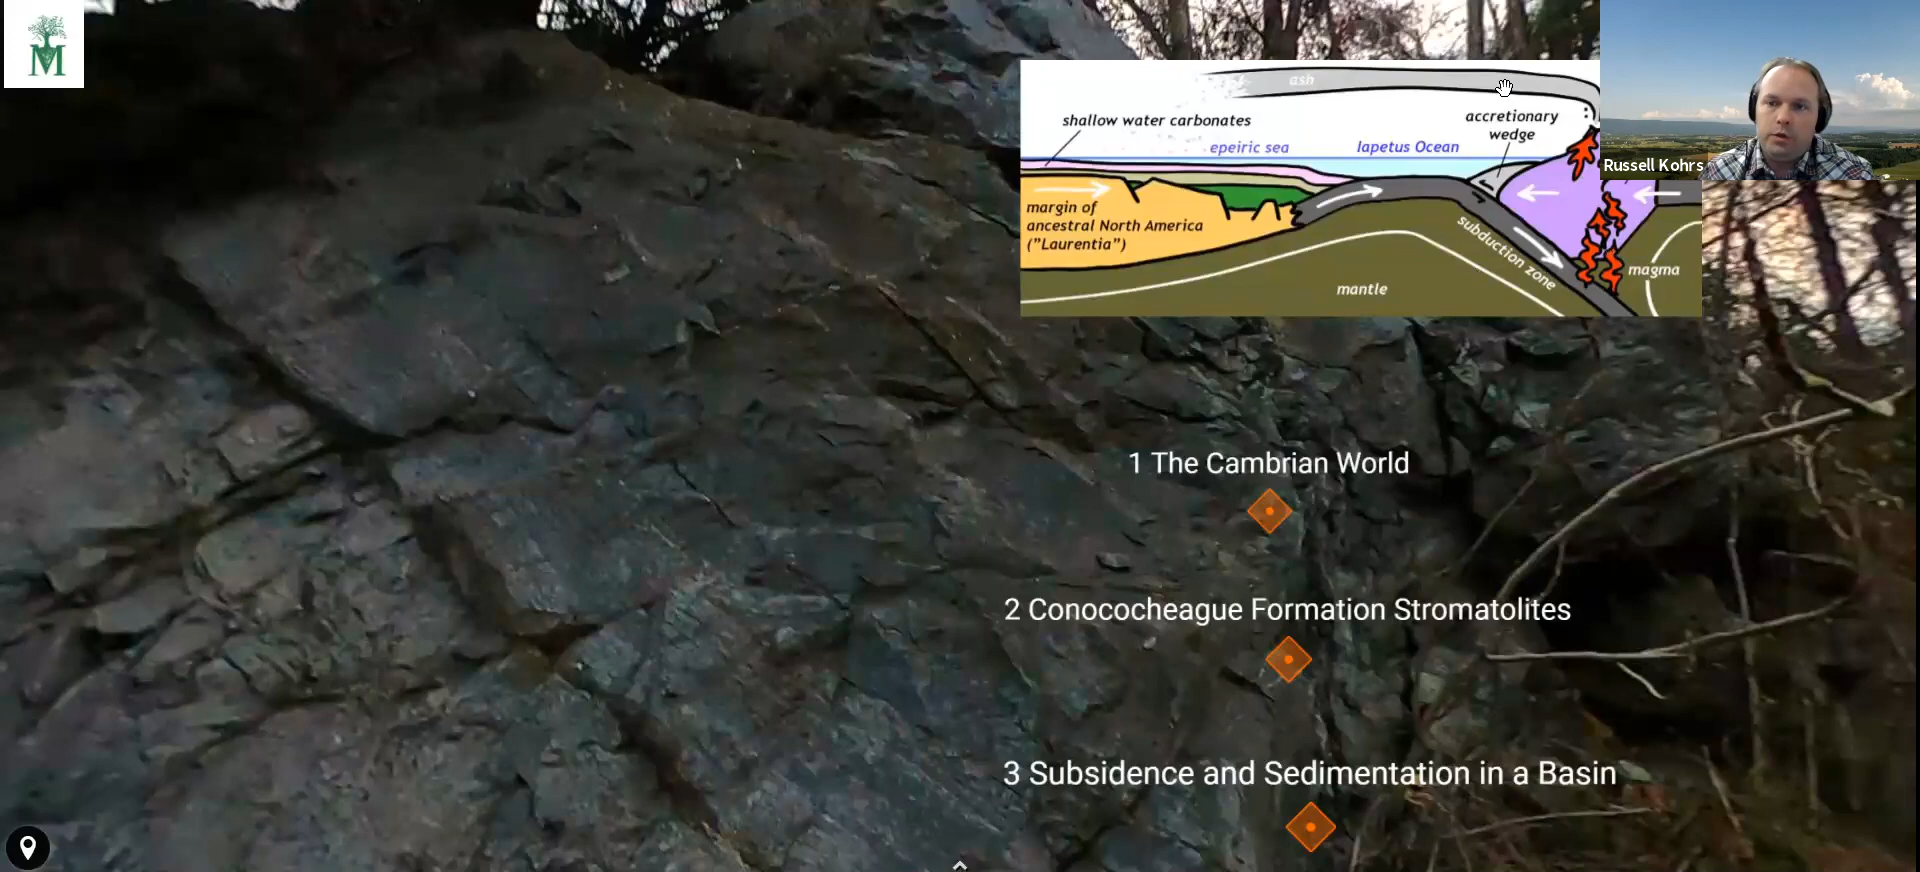 M
ash
shallow water carbonates
accretionary
wedge
epeiric sea
Iapetus Ocean
Russell Kohrs
margin of
ancestral North America
("Laurentia")
subduction zone
magma
mantle
1 The Cambrian World
2 Conococheague Formation Stromatolites
3 Subsidence and Sedimentation in a Basin